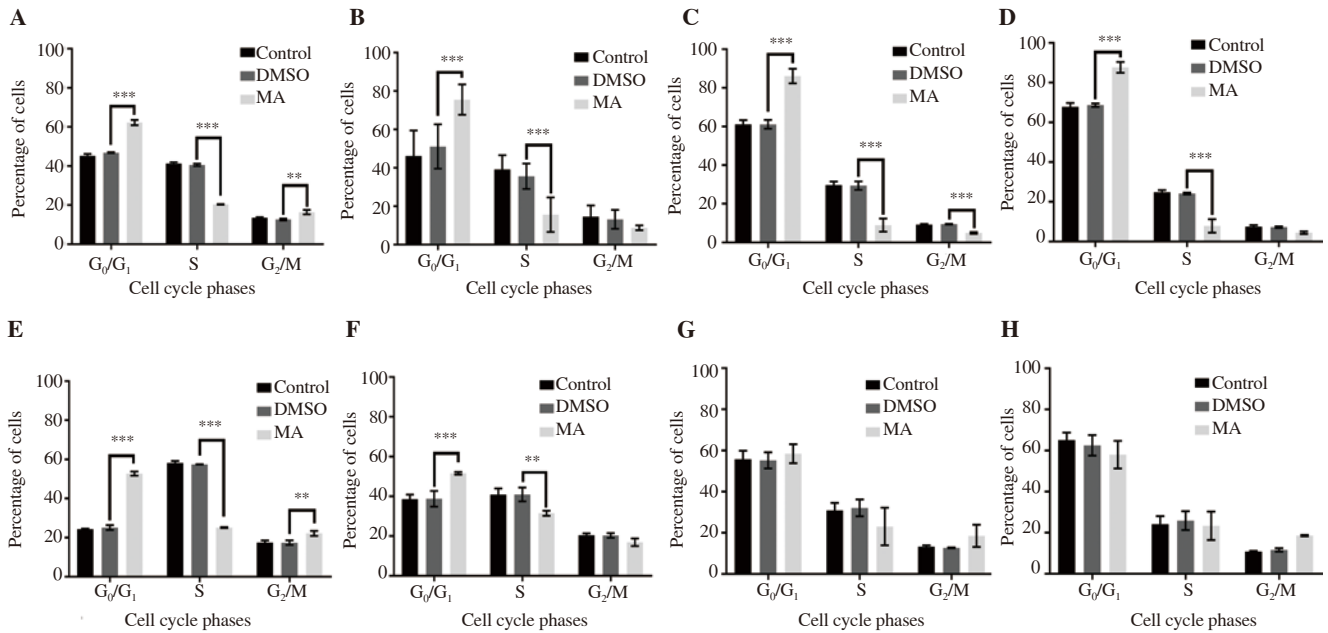 A
Percentage of cells
100
80
60
40
20
0
Control
DMSO
MA
***
***
**
G₀/G₁ S G₂/M
Cell cycle phases
B
Percentage of cells
100
80
60
40
20
0
Control
DMSO
MA
***
***
G₀/G₁ S G₂/M
Cell cycle phases
C
Percentage of cells
100
80
60
40
20
0
Control
DMSO
MA
***
***
***
G₀/G₁ S G₂/M
Cell cycle phases
D
Percentage of cells
100
80
60
40
20
0
Control
DMSO
MA
***
***
G₀/G₁ S G₂/M
Cell cycle phases
E
Percentage of cells
100
80
60
40
20
0
Control
DMSO
MA
***
***
**
G₀/G₁ S G₂/M
Cell cycle phases
F
Percentage of cells
100
80
60
40
20
0
Control
DMSO
MA
***
**
G₀/G₁ S G₂/M
Cell cycle phases
G
Percentage of cells
100
80
60
40
20
0
Control
DMSO
MA
G₀/G₁ S G₂/M
Cell cycle phases
H
Percentage of cells
100
80
60
40
20
0
Control
DMSO
MA
G₀/G₁ S G₂/M
Cell cycle phases